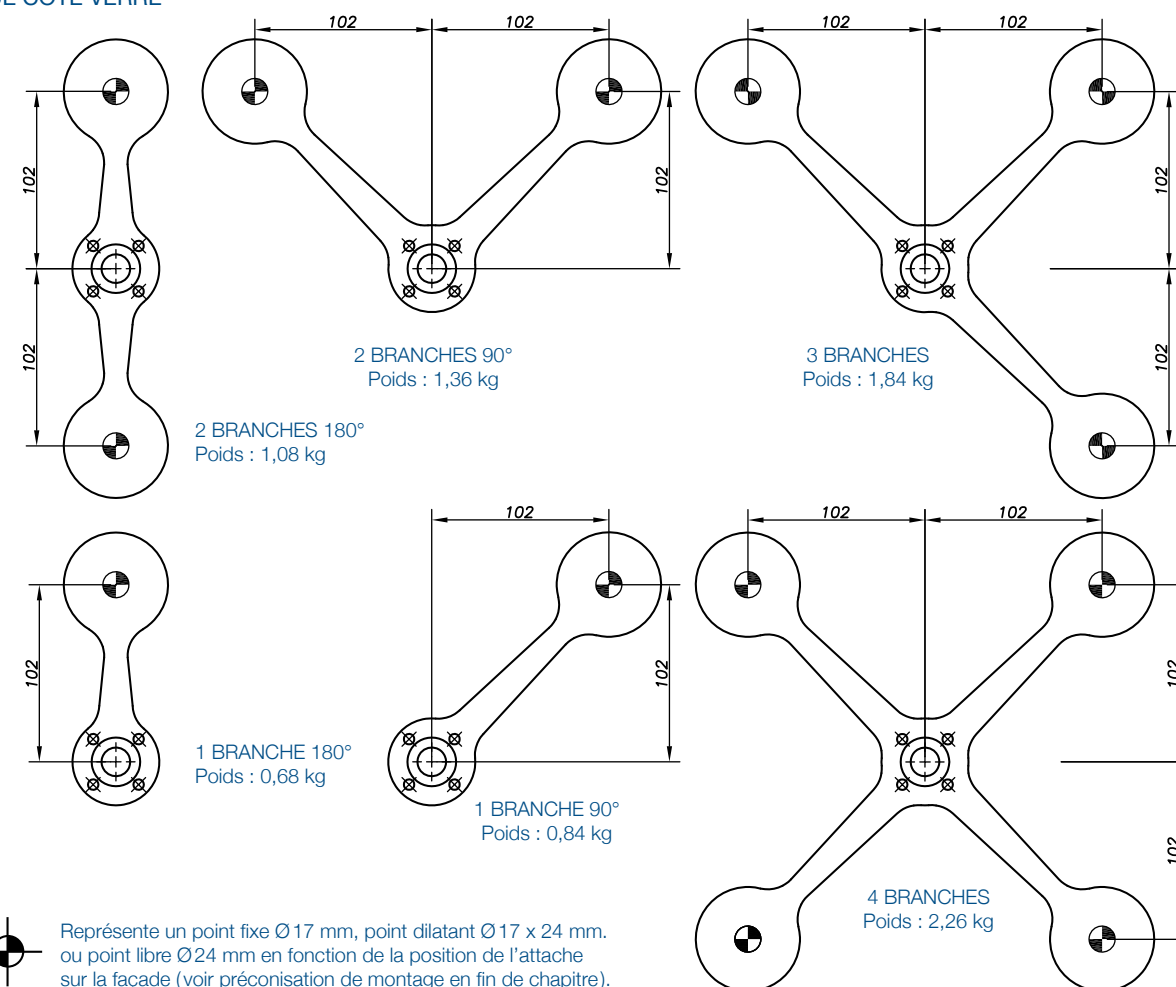 102
102
102
102
102
102
102
102
102
102
2 BRANCHES 90°
Poids : 1,36 kg
3 BRANCHES
Poids : 1,84 kg
2 BRANCHES 180°
Poids : 1,08 kg
102
102
102
102
102
102
102
1 BRANCHE 180°
Poids : 0,68 kg
1 BRANCHE 90°
Poids : 0,84 kg
4 BRANCHES
Poids : 2,26 kg
Représente un point fixe Ø17 mm, point dilatant Ø17 x 24 mm.
ou point libre Ø24 mm en fonction de la position de l'attache
sur la façade (voir préconisation de montage en fin de chapitre).